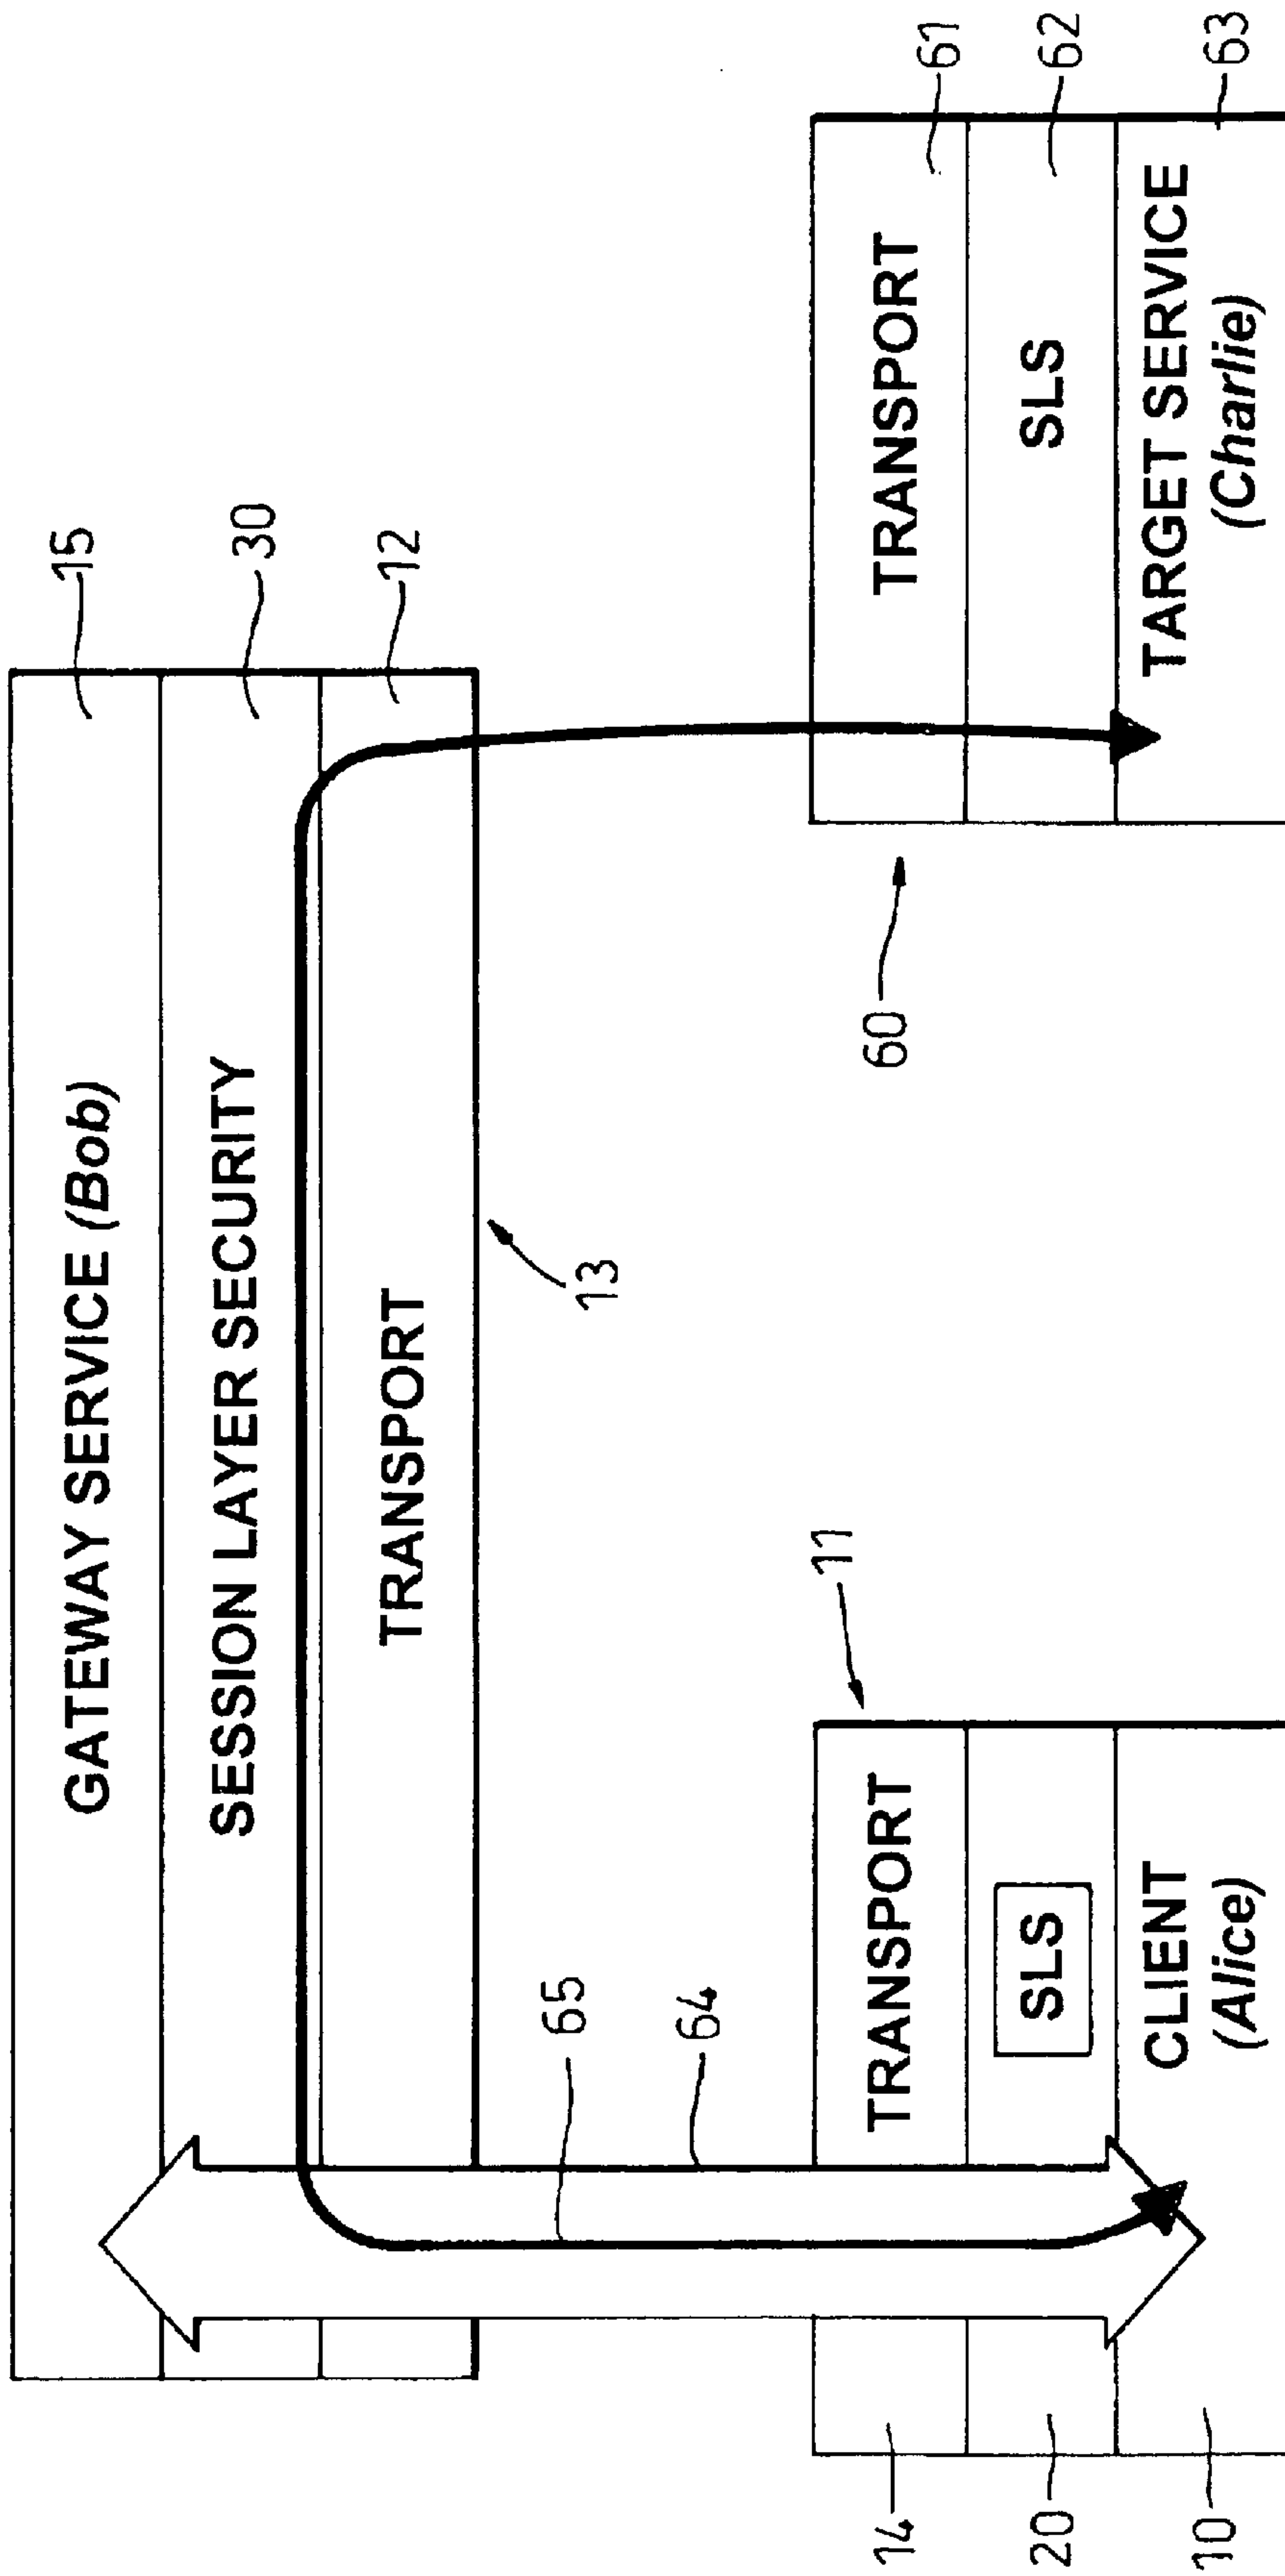 GATEWAY SERVICE (Bob)
15
SESSION LAYER SECURITY
30
TRANSPORT
12
13
65
64
11
60
14
TRANSPORT
20
SLS
10
CLIENT
(Alice)
TRANSPORT
61
SLS
62
TARGET SERVICE
(Charlie)
63